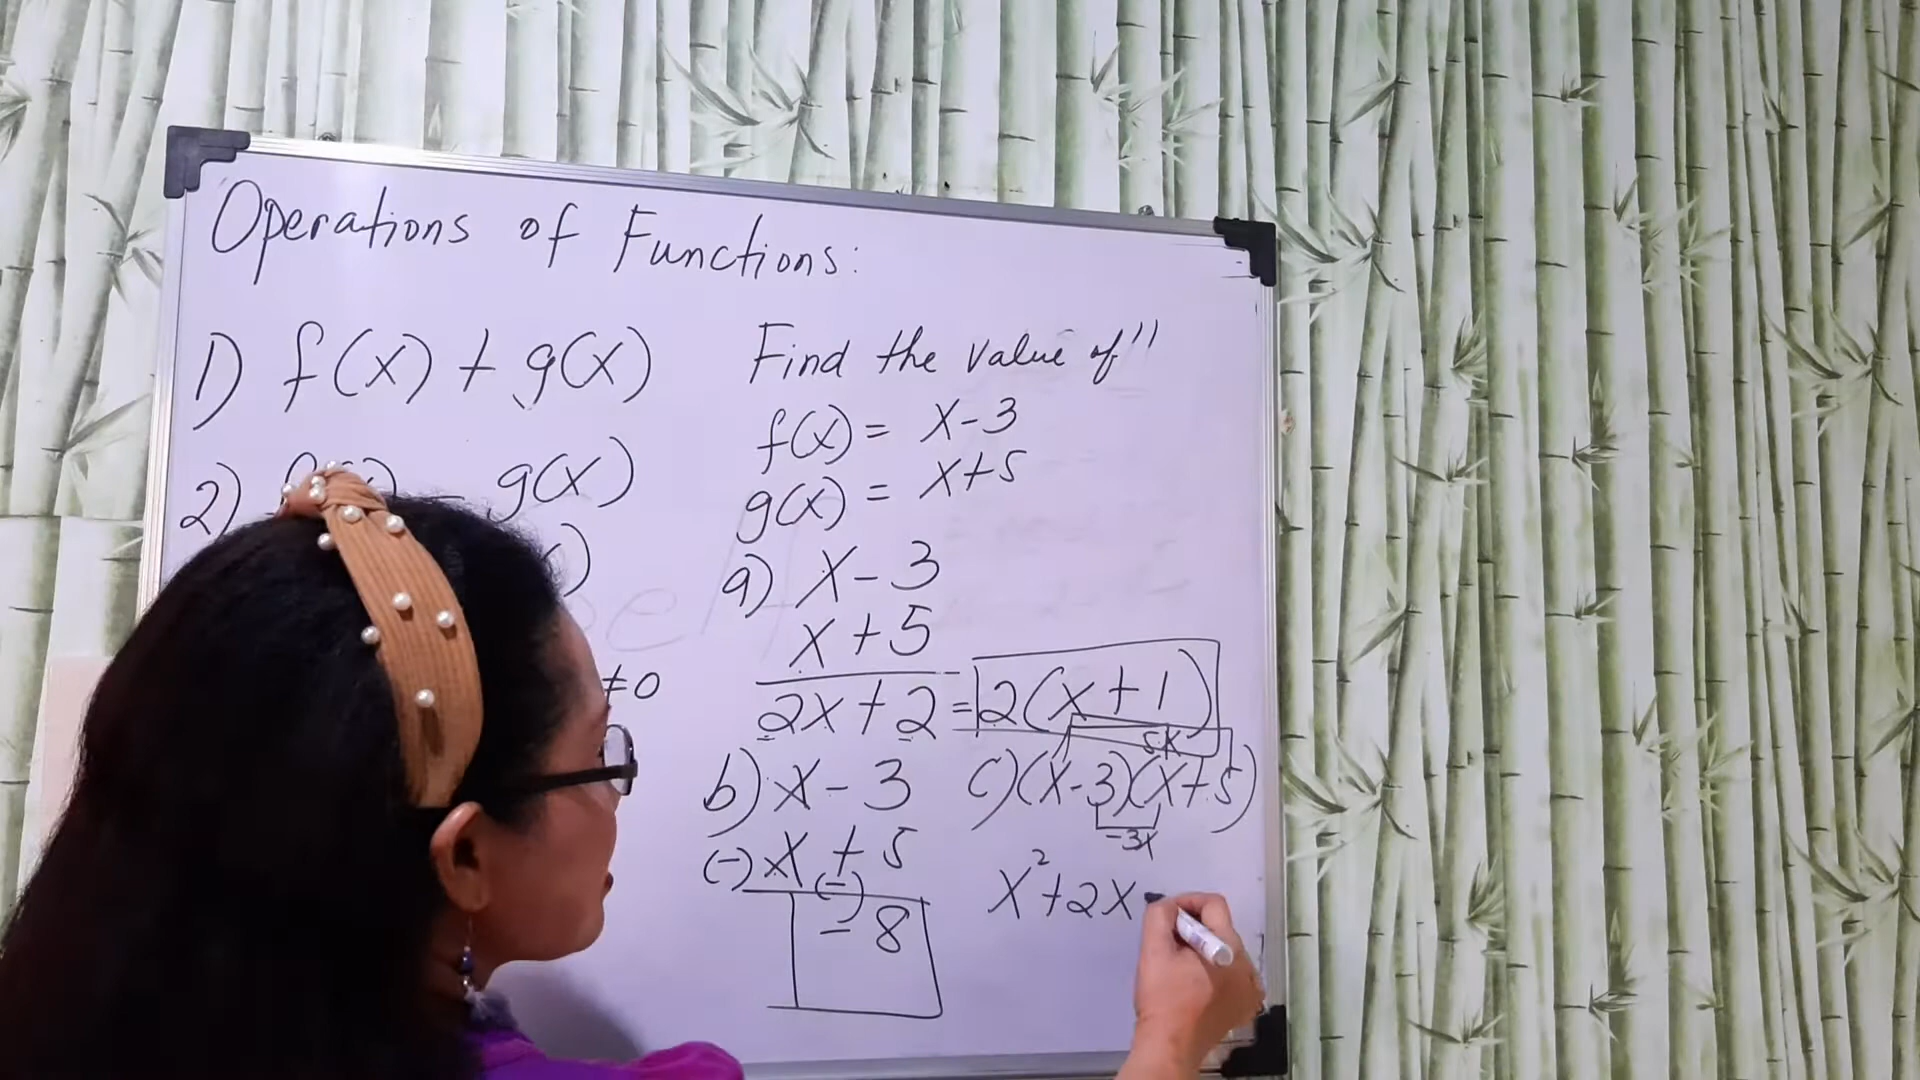 Operations of Functions:
1) f(x) + g(x)
2) - g(x)
≠0
Find the value of"
f(x) = x-3
g(x) = x+5
a) x - 3
x + 5
2x + 2 = 2(x + 1)
b) x - 3
(-) x + 5
(-)
- 8
5x
c) (x-3)(x+5)
-3x
x²+2x